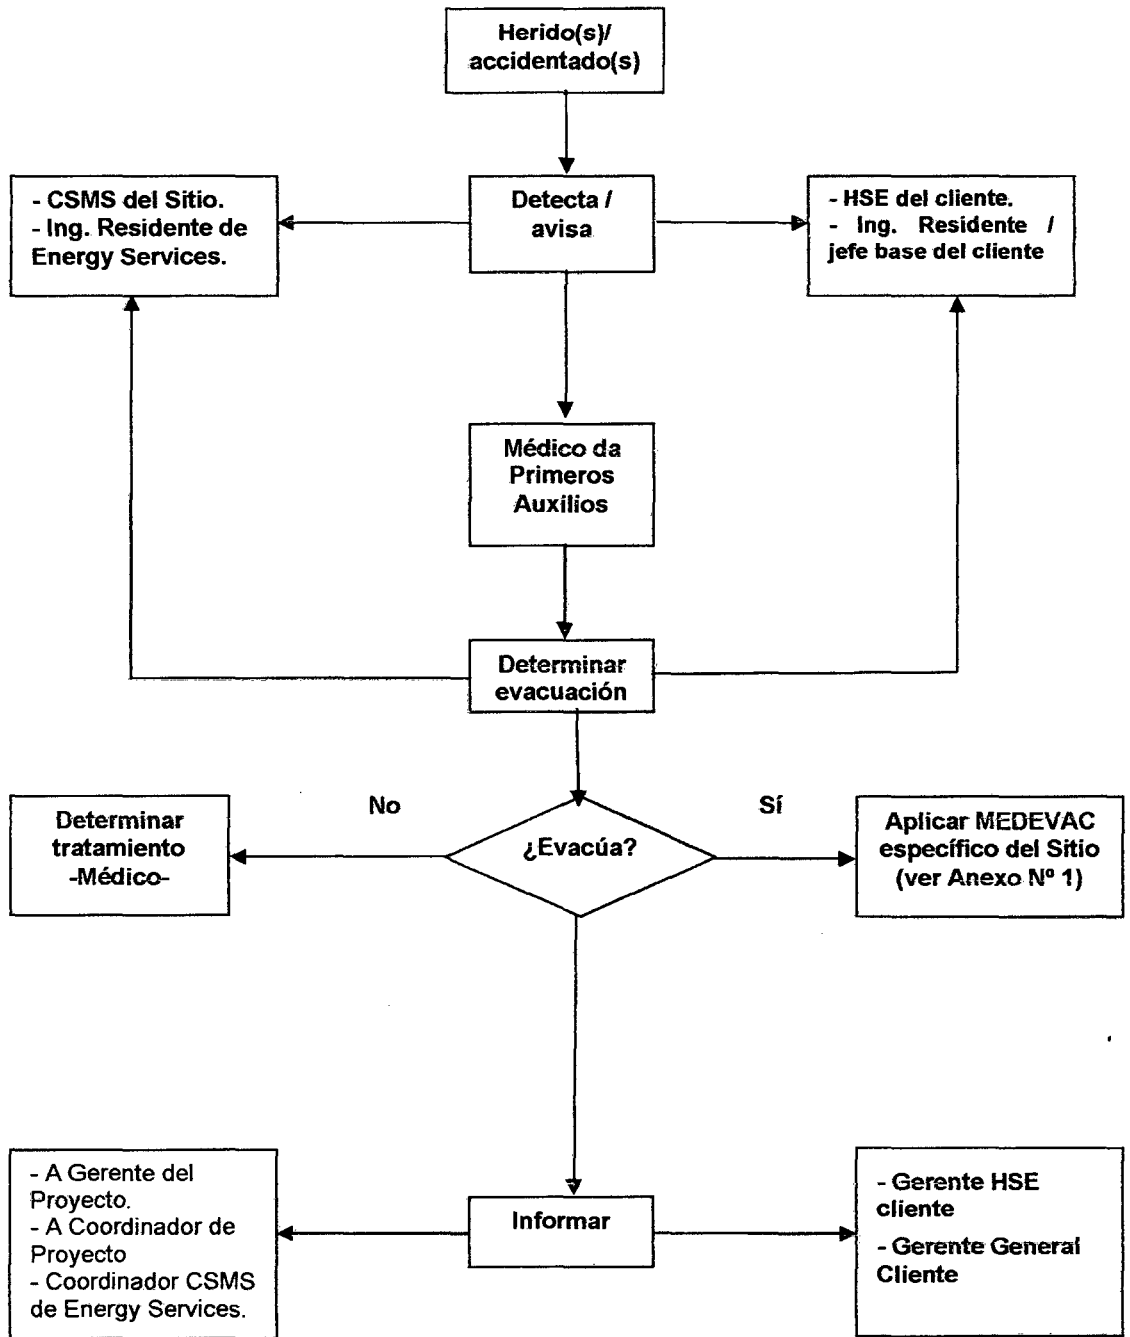 Herido(s)/
accidentado(s)
- CSMS del Sitio.
- Ing. Residente de
Energy Services.
Detecta /
avisa
- HSE del cliente.
- Ing. Residente /
jefe base del cliente
Médico da
Primeros
Auxilios
Determinar
evacuación
No
Sí
Determinar
tratamiento
-Médico-
¿Evacúa?
Aplicar MEDEVAC
específico del Sitio
(ver Anexo Nº 1)
- A Gerente del
Proyecto.
- A Coordinador de
Proyecto
- Coordinador CSMS
de Energy Services.
Informar
- Gerente HSE
cliente
- Gerente General
Cliente